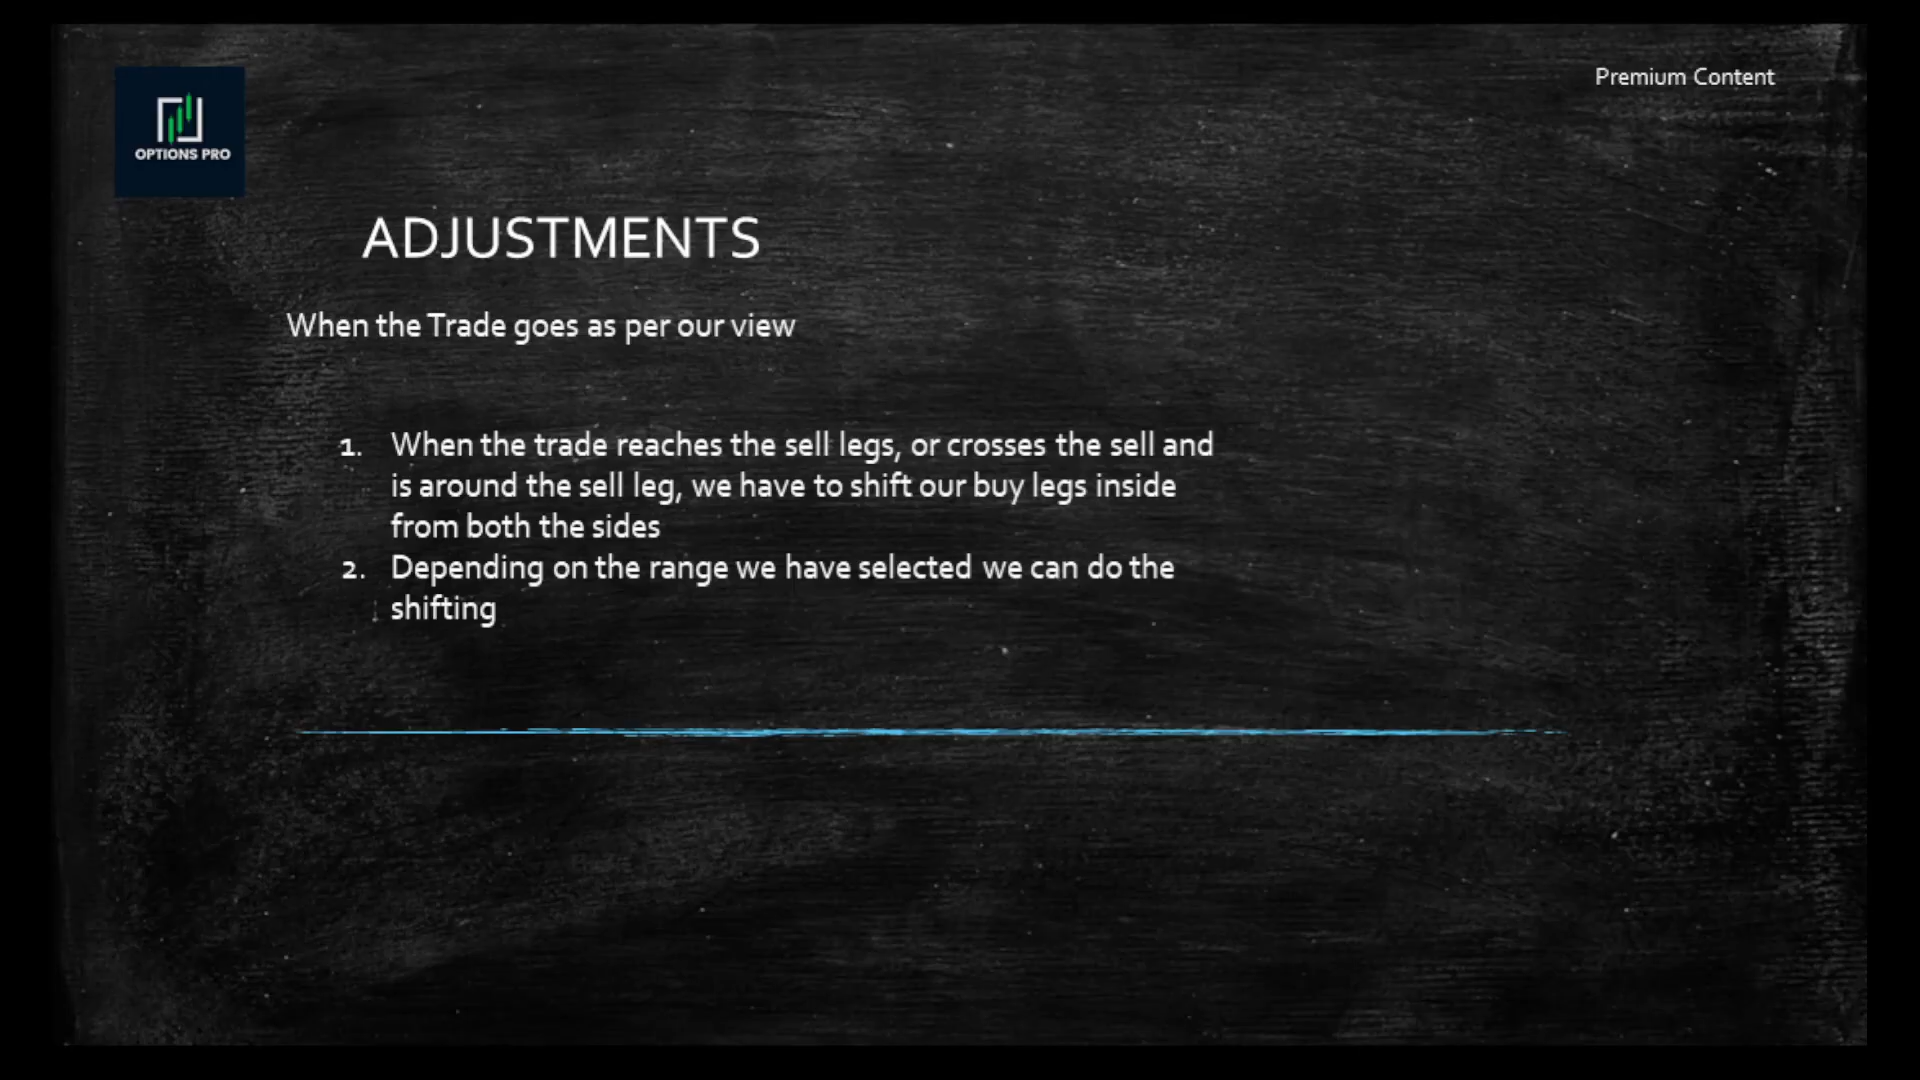 Premium Content
OPTIONS PRO
ADJUSTMENTS
When the Trade goes as per our view
1. When the trade reaches the sell legs, or crosses the sell and
is around the sell leg, we have to shift our buy legs inside
from both the sides
2. Depending on the range we have selected we can do the
shifting